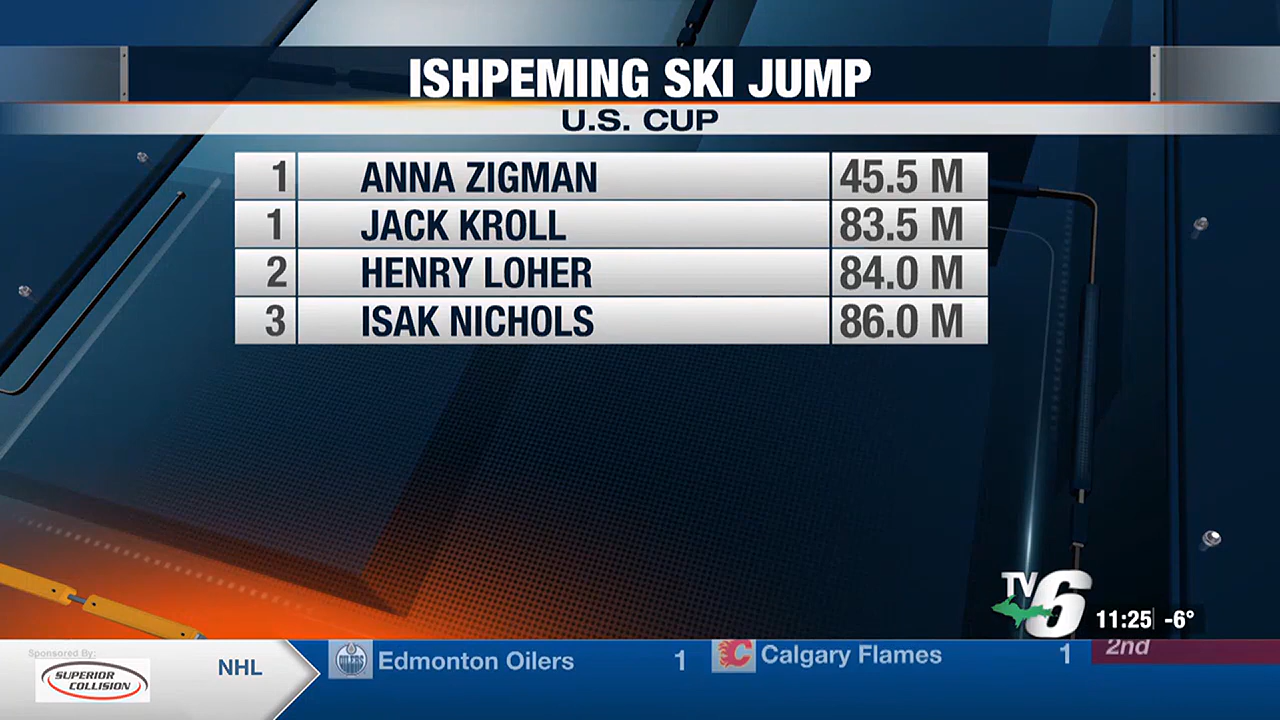 ISHPEMING SKI JUMP
U.S. CUP
1 ANNA ZIGMAN 45.5 M
1 JACK KROLL 83.5 M
2 HENRY LOHER 84.0 M
3 ISAK NICHOLS 86.0 M
TV6
11:25 -6°
Sponsored By:
SUPERIOR
COLLISION
NHL
OILERS
Edmonton Oilers 1 Calgary Flames 1 2nd